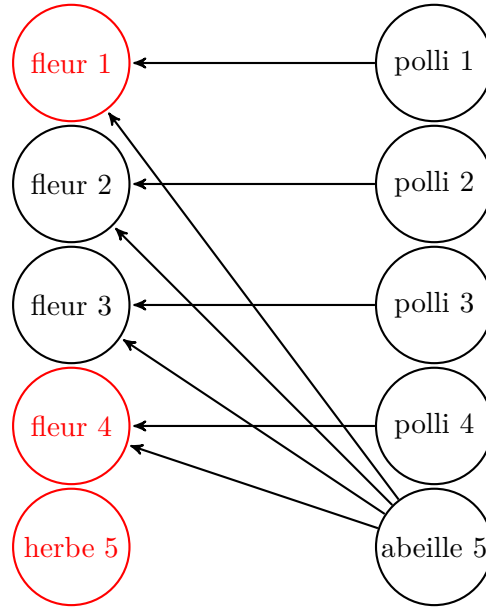 fleur 1
polli 1
fleur 2
polli 2
fleur 3
polli 3
fleur 4
polli 4
herbe 5
abeille 5